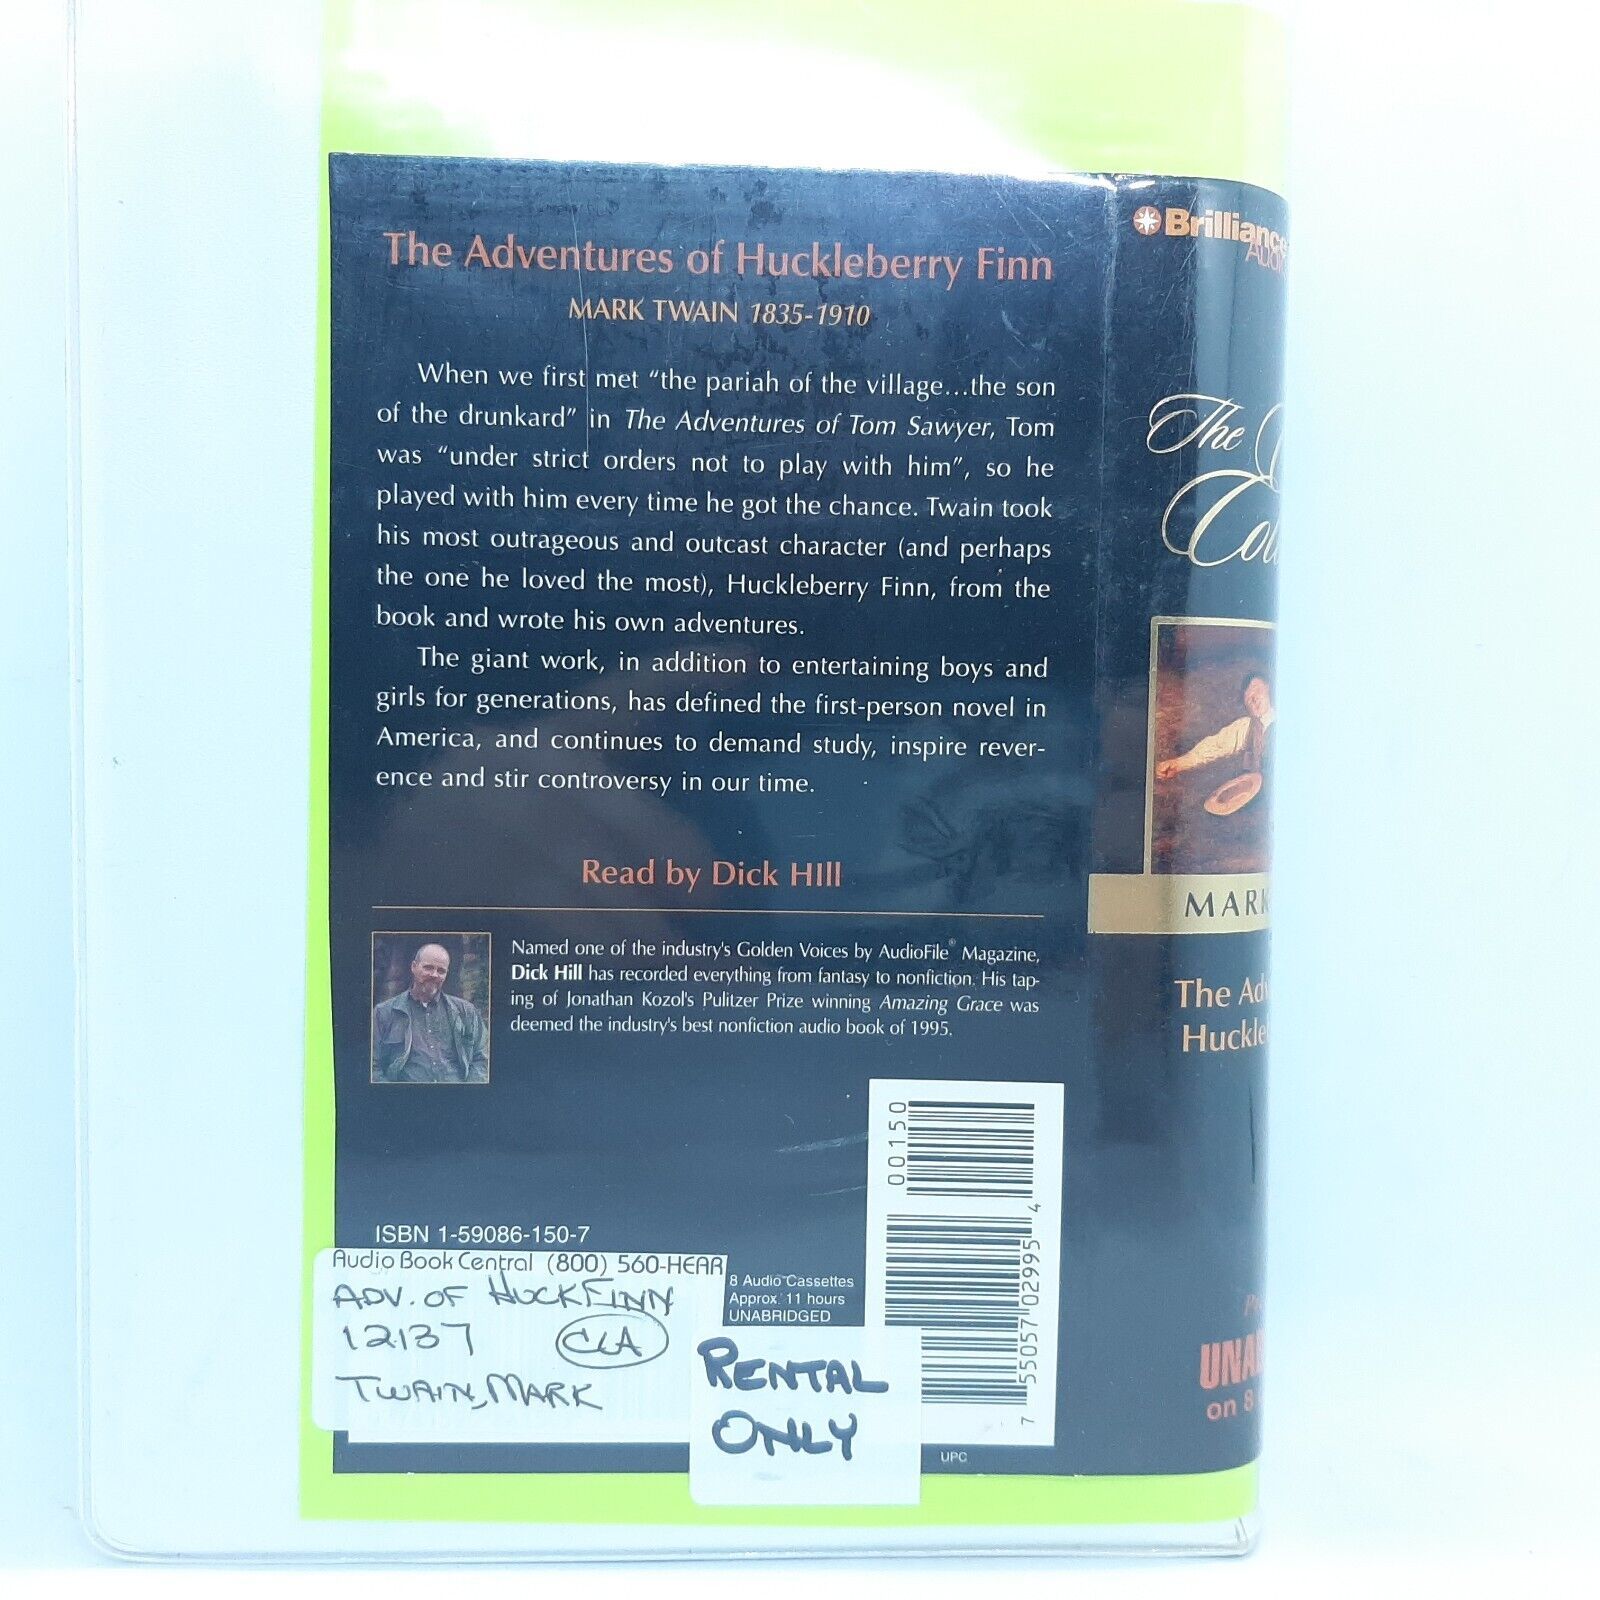 The Adventures of Huckleberry Finn
MARK TWAIN 1835-1910
When we first met “the pariah of the village...the son
of the drunkard” in The Adventures of Tom Sawyer, Tom
was “under strict orders not to play with him”, so he
played with him every time he got the chance. Twain took
his most outrageous and outcast character (and perhaps
the one he loved the most), Huckleberry Finn, from the
book and wrote his own adventures.
The giant work, in addition to entertaining boys and
girls for generations, has defined the first-person novel in
America, and continues to demand study, inspire rever-
ence and stir controversy in our time.
Read by Dick HIll
Named one of the industry's Golden Voices by AudioFile® Magazine,
Dick Hill has recorded everything from fantasy to nonfiction. His tap-
ing of Jonathan Kozol's Pulitzer Prize winning Amazing Grace was
deemed the industry's best nonfiction audio book of 1995.
ISBN 1-59086-150-7
Audio Book Central (800) 560-HEAR
ADV. OF HUCKFINN
12137 CLA
TWAIN, MARK
8 Audio Cassettes
Approx. 11 hours
UNABRIDGED
RENTAL
ONLY
00150
7 55057 02995 4
UPC
Brilliance
AUDIO
The
MARK
The Adv
Huckle
UNAB
on 8